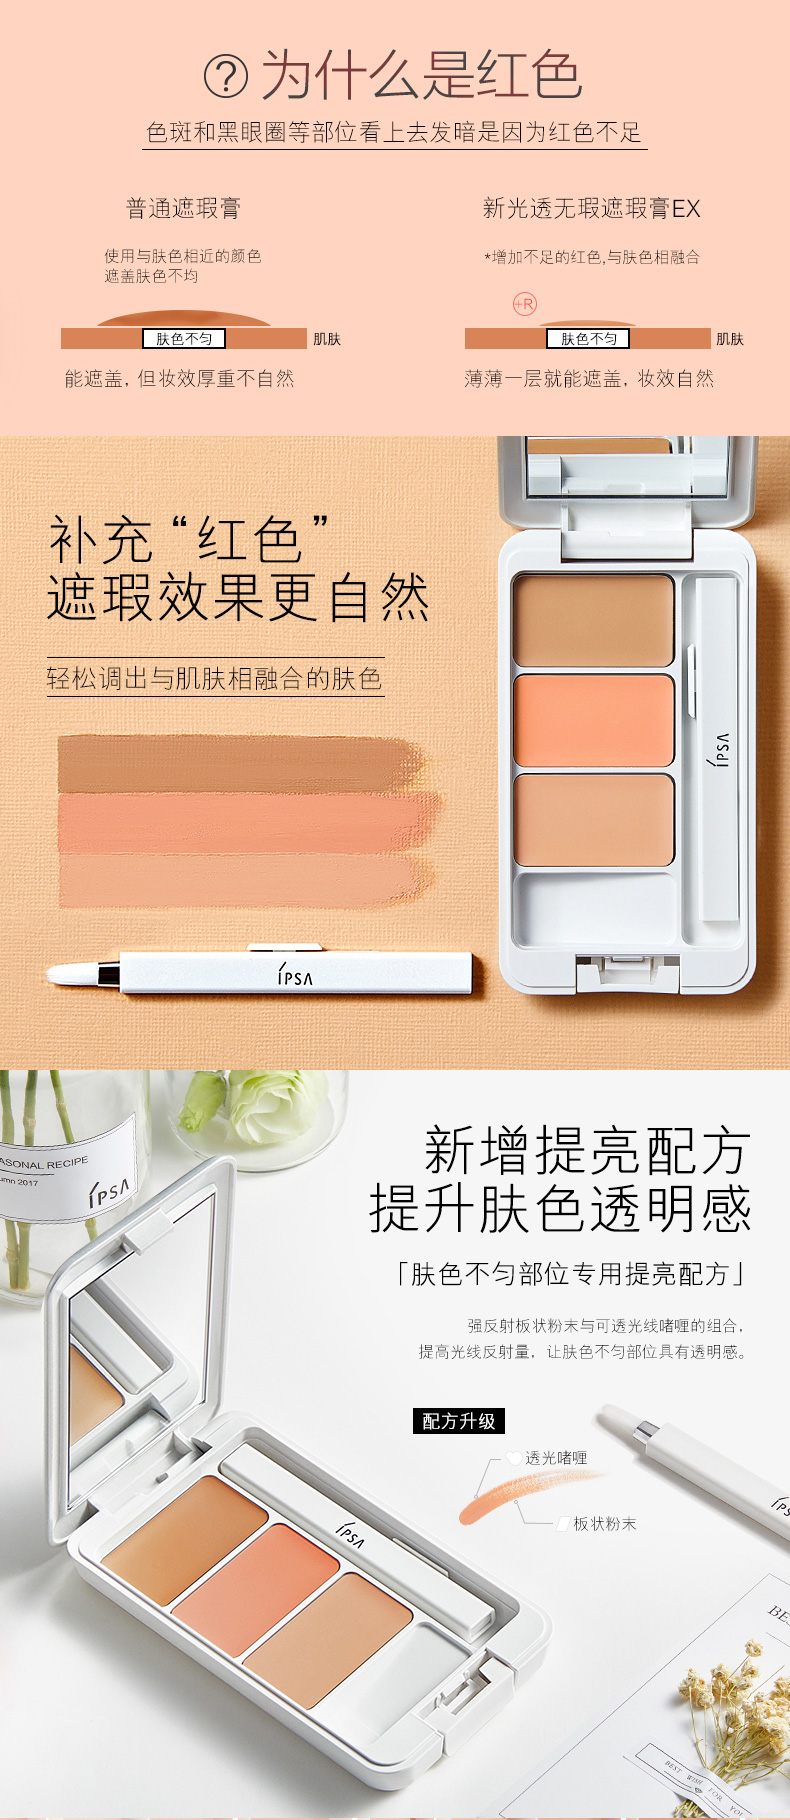 ?为什么是红色
色斑和黑眼圈等部位看上去发暗是因为红色不足
普通遮瑕膏
使用与肤色相近的颜色
遮盖肤色不均
肤色不匀 肌肤
能遮盖, 但妆效厚重不自然
新光透无瑕遮瑕膏EX
*增加不足的红色,与肤色相融合
+R
肤色不匀 肌肤
薄薄一层就能遮盖, 妆效自然
补充“红色”
遮瑕效果更自然
轻松调出与肌肤相融合的肤色
IPSA
IPSA
新增提亮配方
提升肤色透明感
「肤色不匀部位专用提亮配方」
强反射板状粉末与可透光线啫喱的组合,
提高光线反射量, 让肤色不匀部位具有透明感。
配方升级
透光啫喱
板状粉末
ASONAL RECIPE
umn 2017
IPSA
IPSA
IPS
BE
BEST WISH FOR YOU